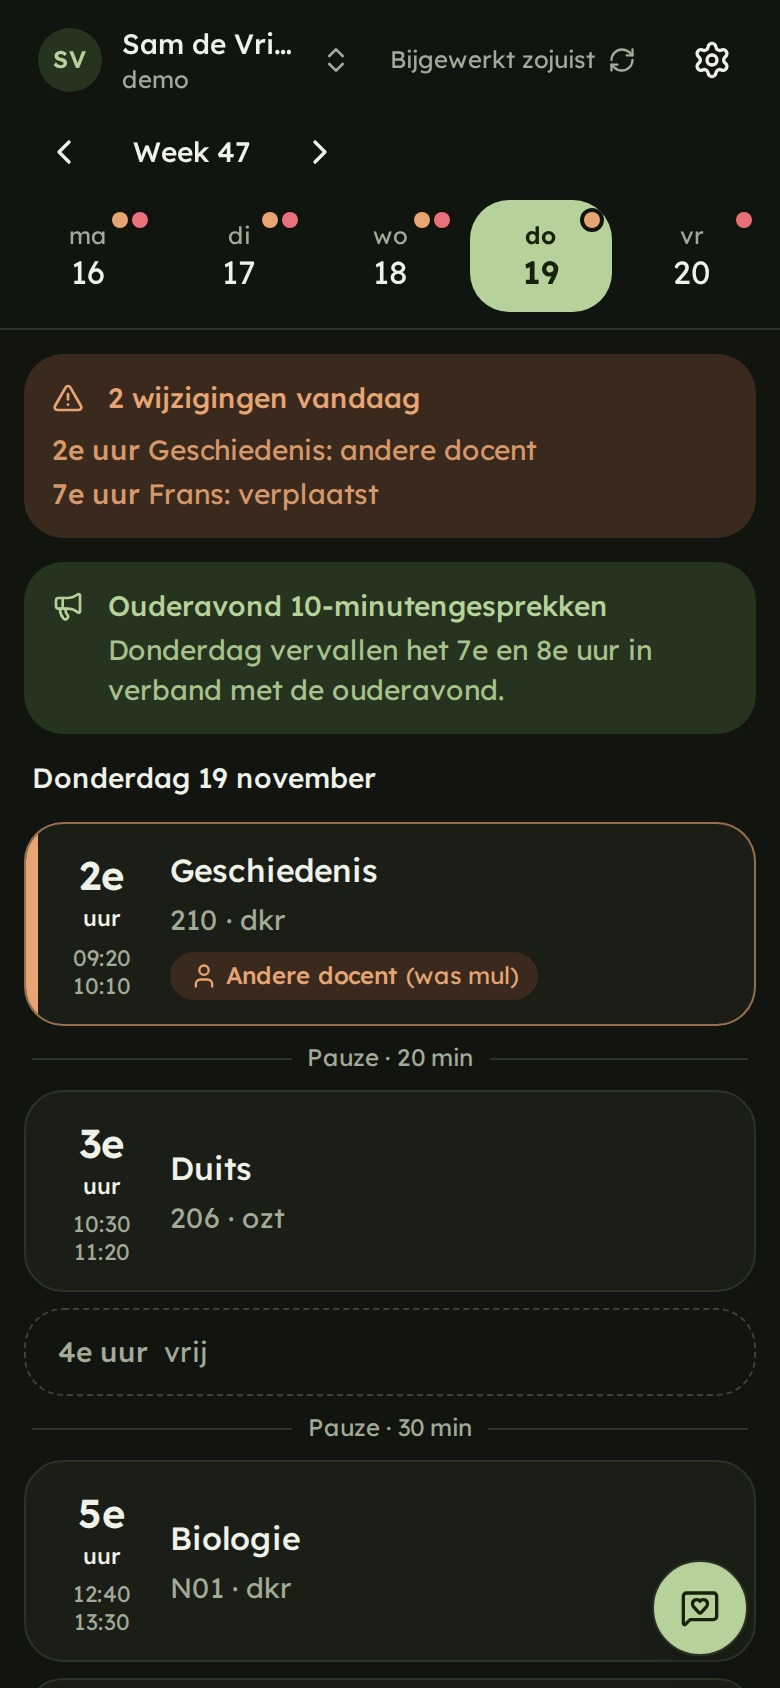 SV
Sam de Vri...
demo
Bijgewerkt zojuist
Week 47
ma
16
di
17
wo
18
do
19
vr
20
2 wijzigingen vandaag
2e uur Geschiedenis: andere docent
7e uur Frans: verplaatst
Ouderavond 10-minutengesprekken
Donderdag vervallen het 7e en 8e uur in
verband met de ouderavond.
Donderdag 19 november
2e
uur
09:20
10:10
Geschiedenis
210 · dkr
Andere docent (was mul)
Pauze · 20 min
3e
uur
10:30
11:20
Duits
206 · ozt
4e uur vrij
Pauze · 30 min
5e
uur
12:40
13:30
Biologie
N01 · dkr